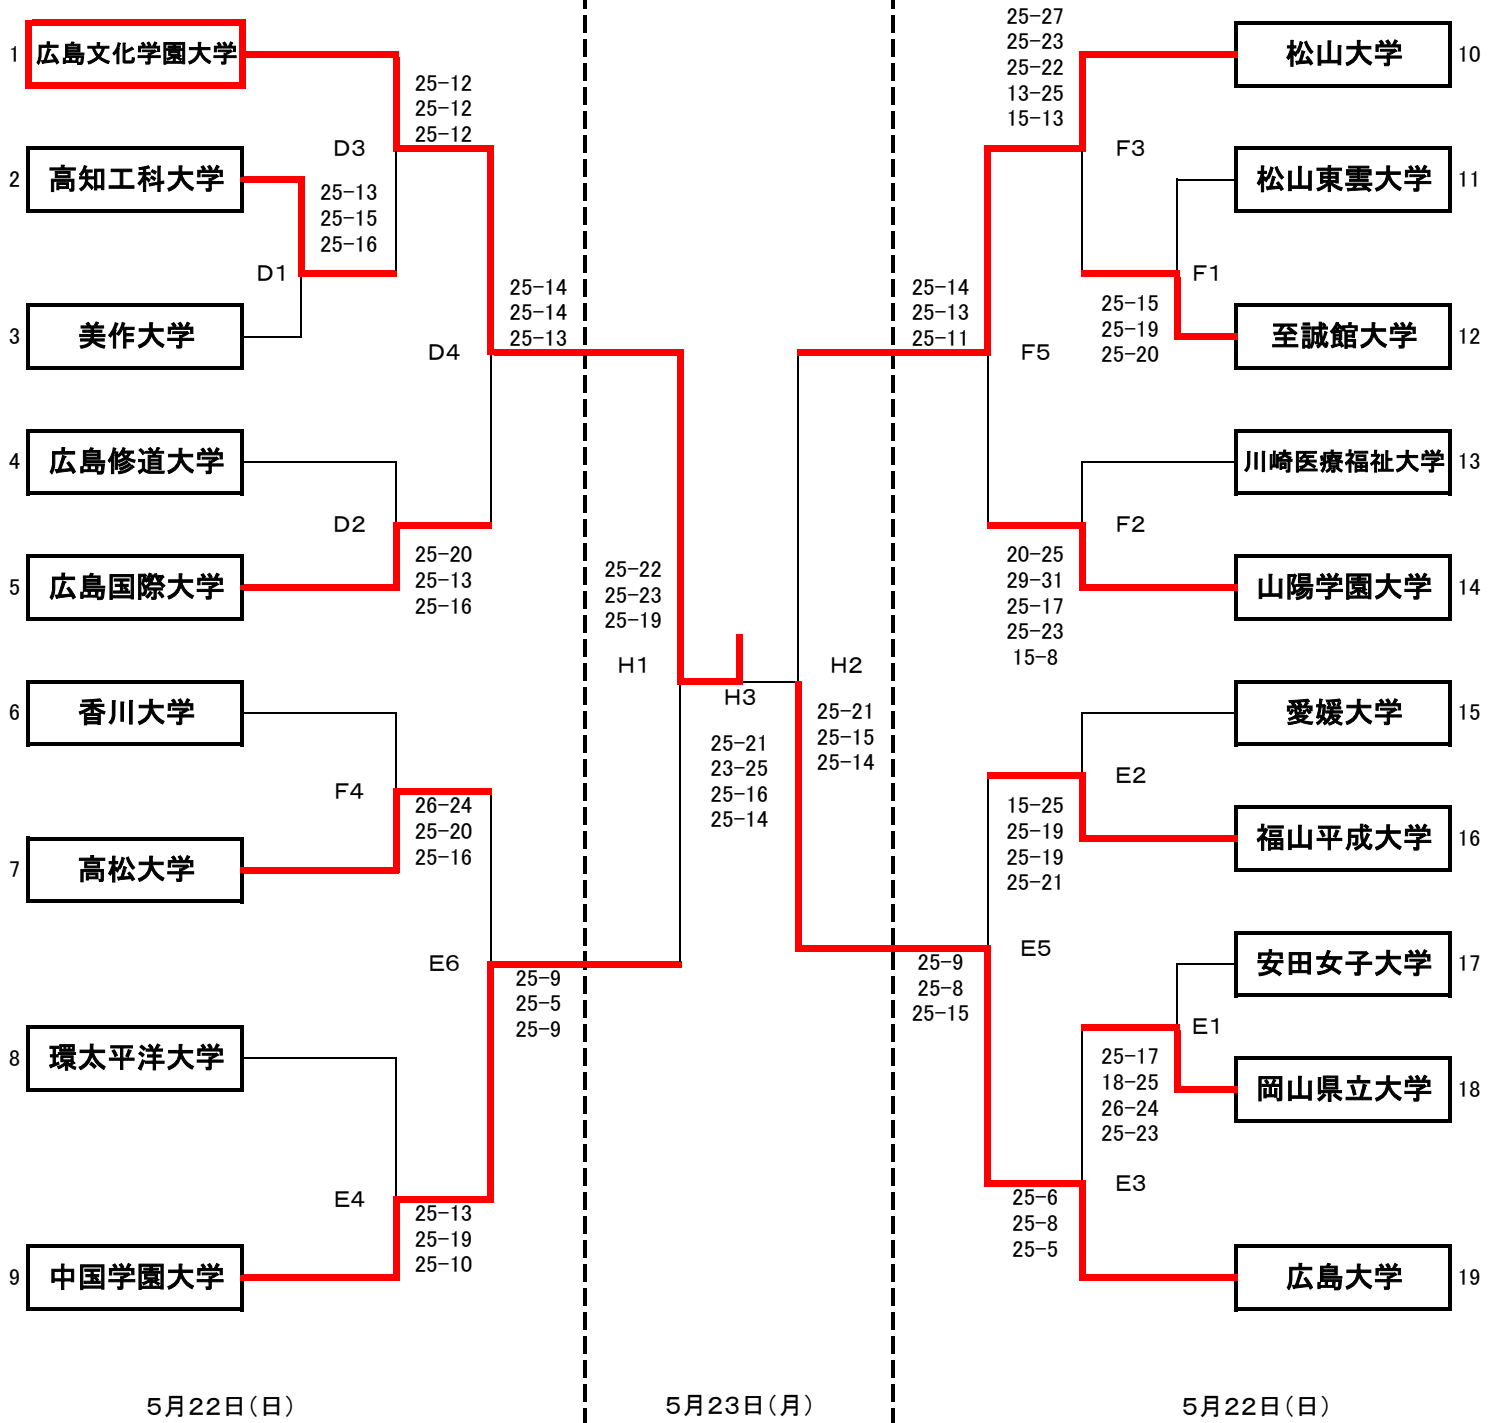 1
広島文化学園大学
25-12
25-12
25-12
D3
2
高知工科大学
25-13
25-15
25-16
D1
3
美作大学
25-14
25-14
25-13
D4
4
広島修道大学
D2
5
広島国際大学
25-20
25-13
25-16
6
香川大学
F4
26-24
25-20
25-16
7
高松大学
E6
25-9
25-5
25-9
8
環太平洋大学
E4
25-13
25-19
25-10
9
中国学園大学
5月22日(日)
25-22
25-23
25-19
H1
H3
25-21
23-25
25-16
25-14
H2
25-21
25-15
25-14
5月23日(月)
25-27
25-23
25-22
13-25
15-13
松山大学
10
F3
松山東雲大学
11
F1
25-15
25-19
25-20
至誠館大学
12
25-14
25-13
25-11
F5
川崎医療福祉大学
13
F2
20-25
29-31
25-17
25-23
15-8
山陽学園大学
14
愛媛大学
15
E2
15-25
25-19
25-19
25-21
福山平成大学
16
E5
25-9
25-8
25-15
安田女子大学
17
E1
25-17
18-25
26-24
25-23
岡山県立大学
18
E3
25-6
25-8
25-5
広島大学
19
5月22日(日)